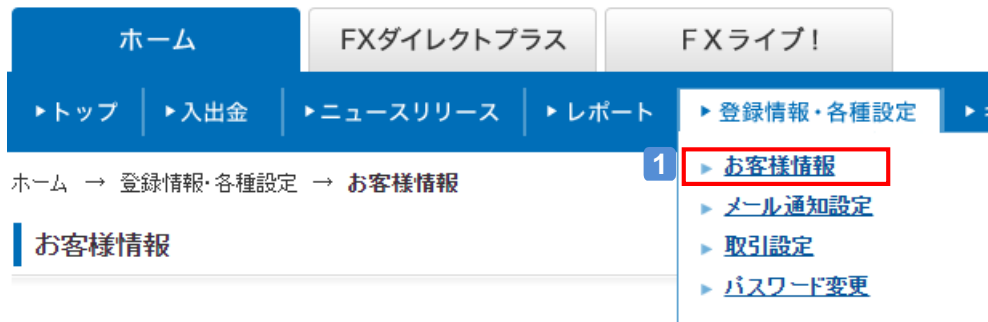 ホーム FXダイレクトプラス FXライブ!
▶トップ ▶入出金 ▶ニュースリリース ▶レポート ▶登録情報・各種設定
ホーム → 登録情報・各種設定 → お客様情報
お客様情報
1 お客様情報
メール通知設定
取引設定
パスワード変更